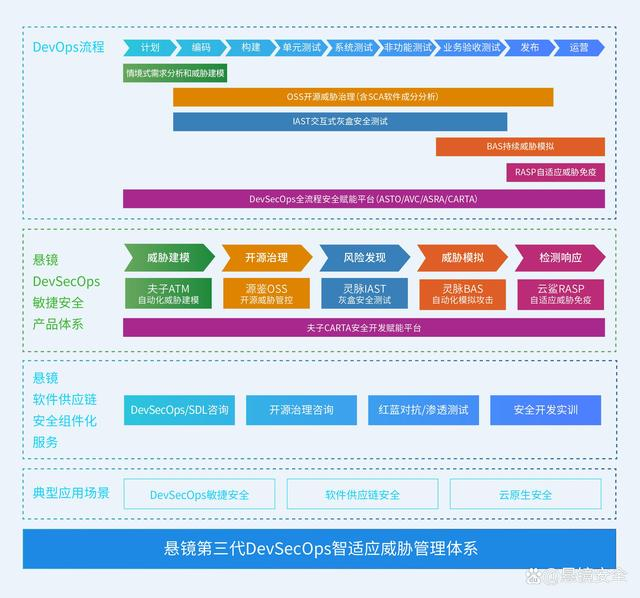 DevOps流程
计划
编码
构建
单元测试
系统测试
非功能测试
业务验收测试
发布
运营
情境式需求分析和威胁建模
OSS开源威胁治理(含SCA软件成分分析)
IAST交互式灰盒安全测试
BAS持续威胁模拟
RASP自适应威胁免疫
DevSecOps全流程安全赋能平台(ASTO/AVC/ASRA/CARTA)
悬镜
DevSecOps
敏捷安全
产品体系
威胁建模
开源治理
风险发现
威胁模拟
检测响应
夫子ATM
自动化威胁建模
源鉴OSS
开源威胁管控
灵脉IAST
灰盒安全测试
灵脉BAS
自动化模拟攻击
云鲨RASP
自适应威胁免疫
夫子CARTA安全开发赋能平台
悬镜
软件供应链
安全组件化
服务
DevSecOps/SDL咨询
开源治理咨询
红蓝对抗/渗透测试
安全开发实训
典型应用场景
DevSecOps敏捷安全
软件供应链安全
云原生安全
悬镜第三代DevSecOps智适应威胁管理体系
@悬镜安全